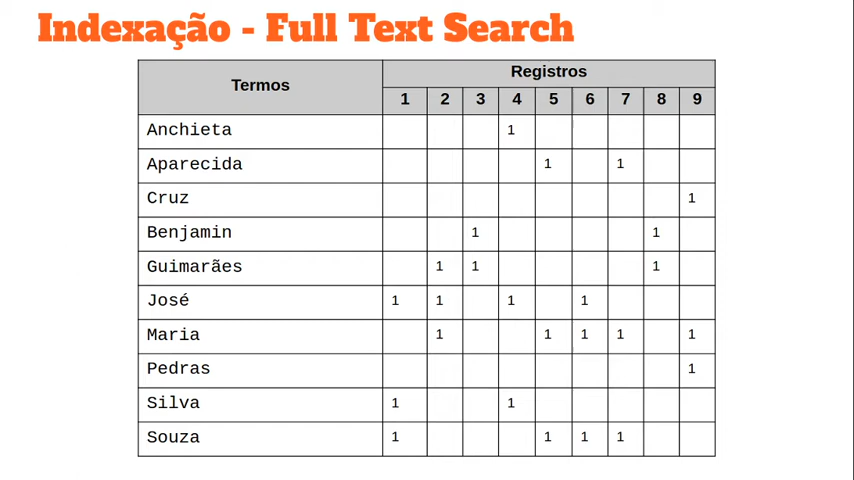 Indexação - Full Text Search
Termos
Registros
1 2 3 4 5 6 7 8 9
Anchieta 1
Aparecida 1 1
Cruz 1
Benjamin 1 1
Guimarães 1 1 1
José 1 1 1 1
Maria 1 1 1 1 1
Pedras 1
Silva 1 1
Souza 1 1 1 1